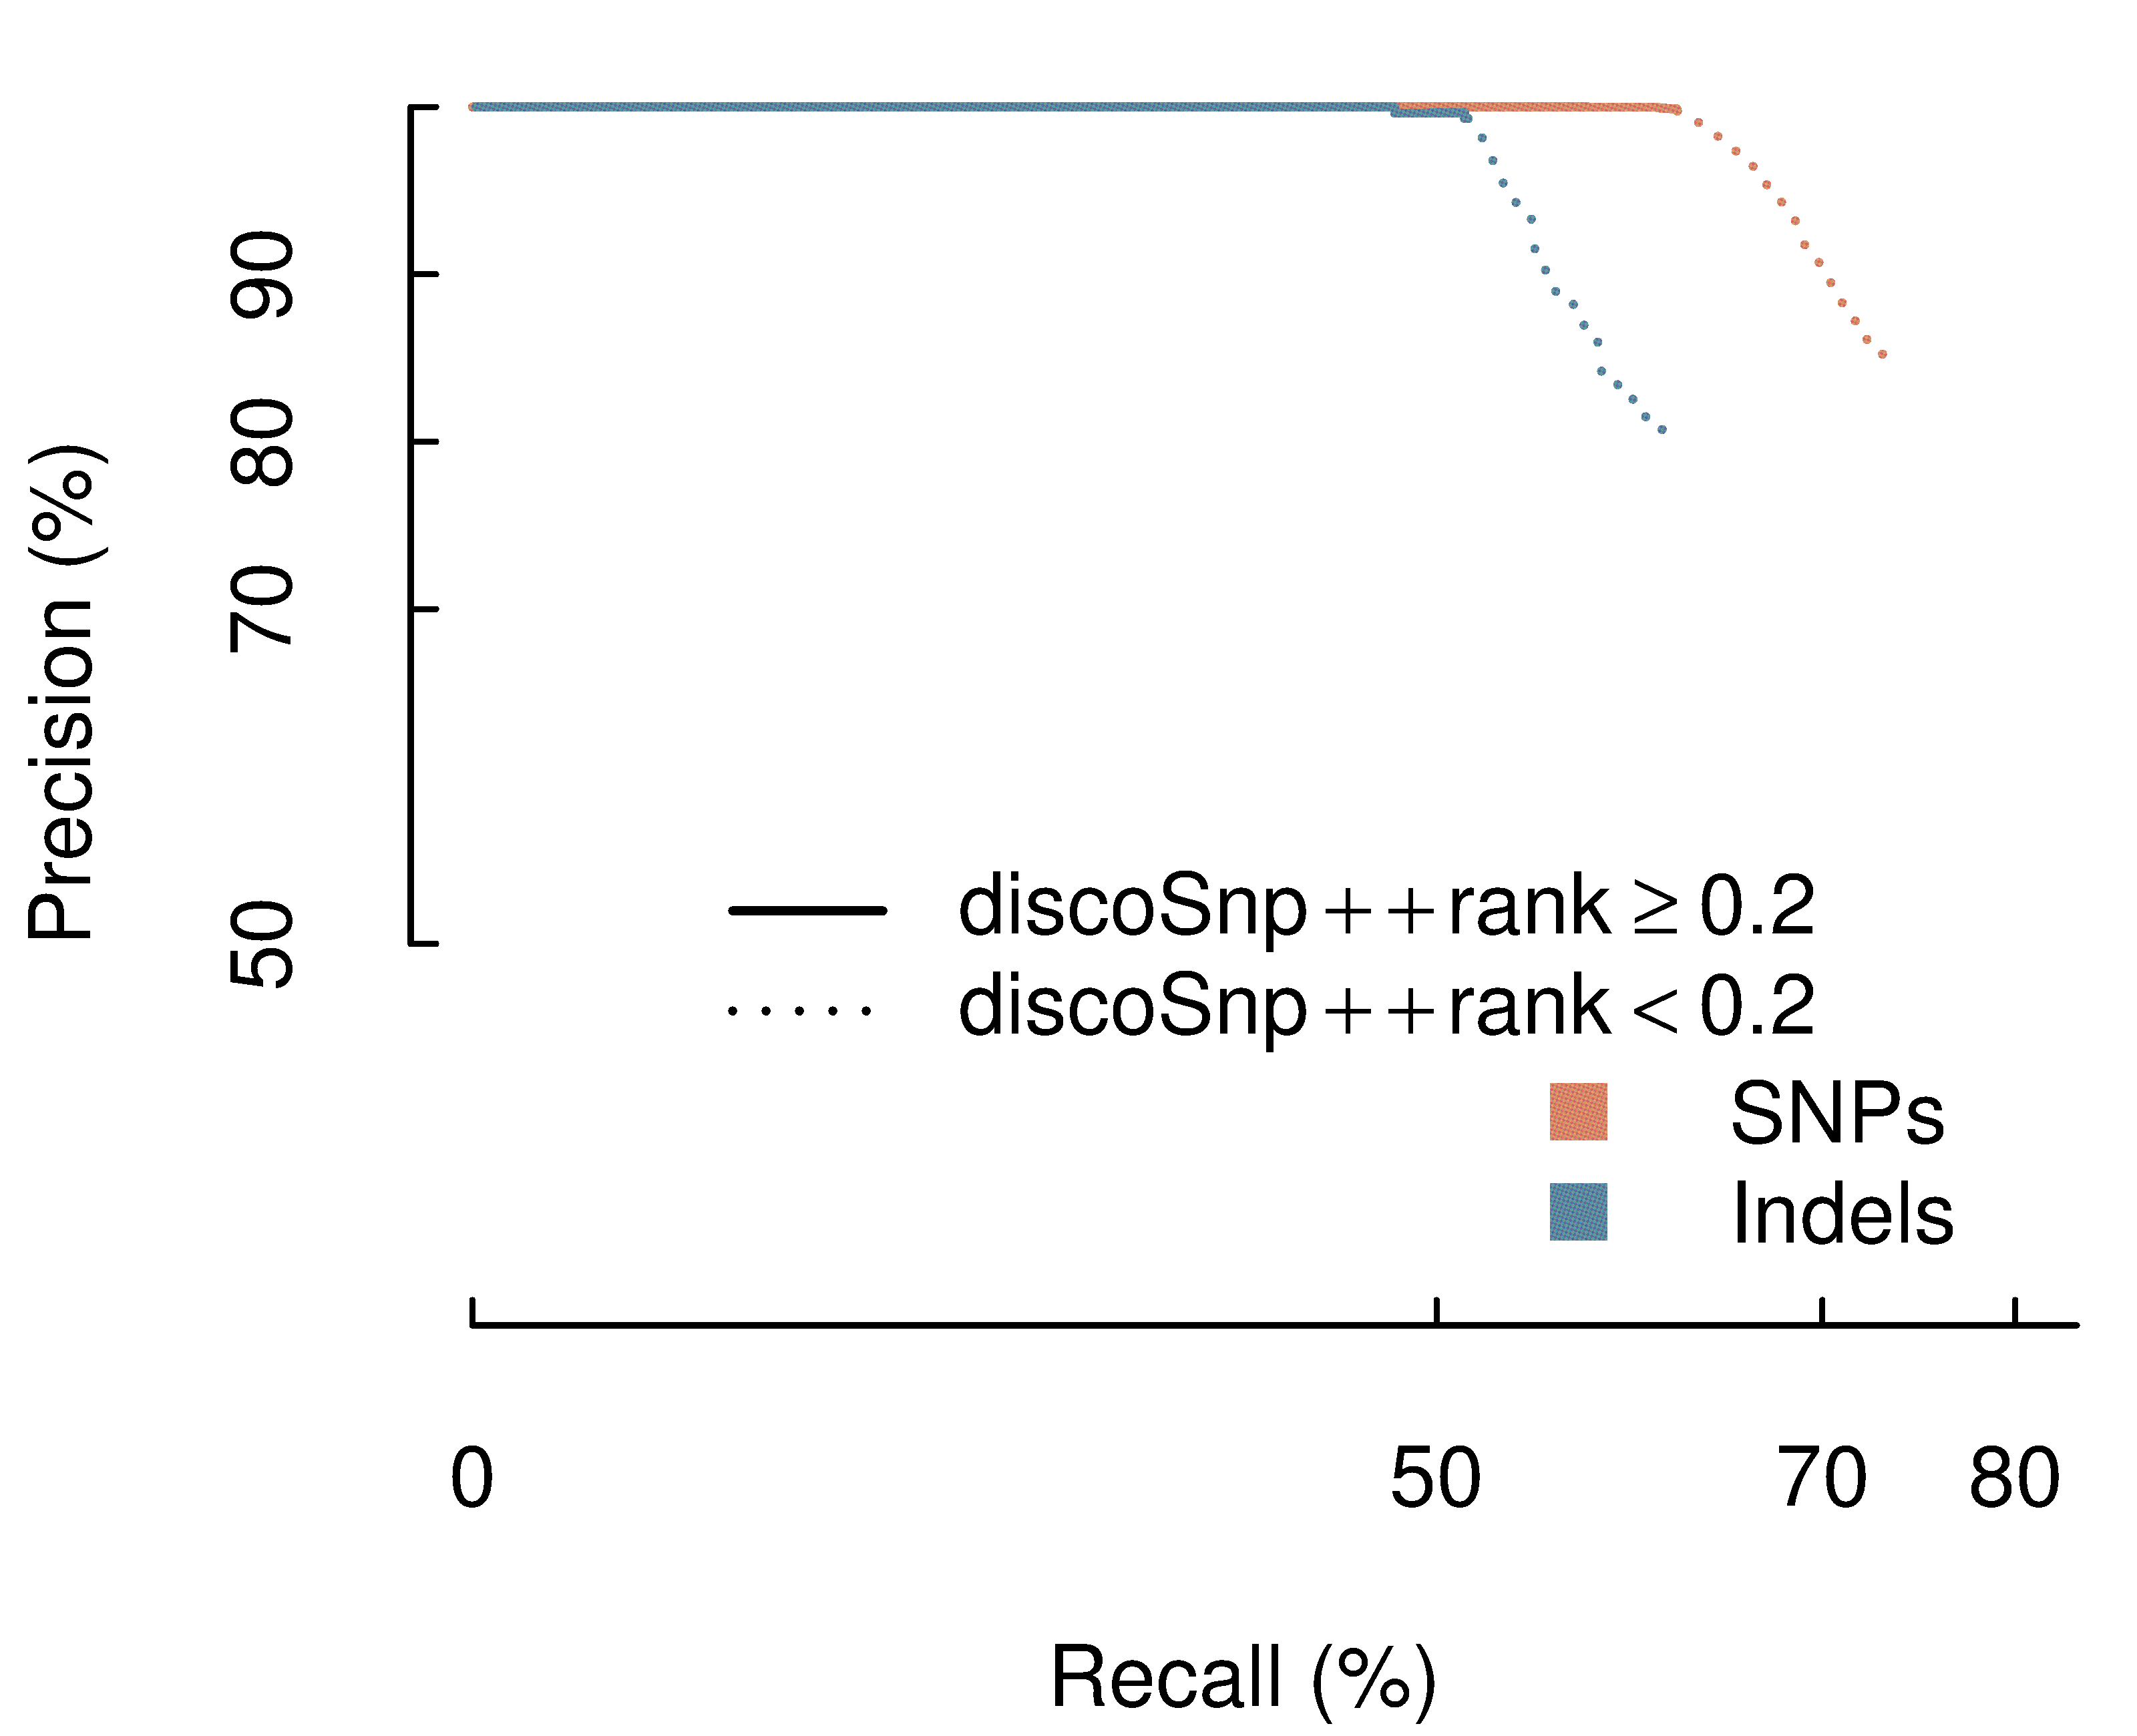 Precision (%)
90
80
70
50
discoSnp++rank ≥ 0.2
discoSnp++rank < 0.2
SNPs
Indels
0 50 70 80
Recall (%)